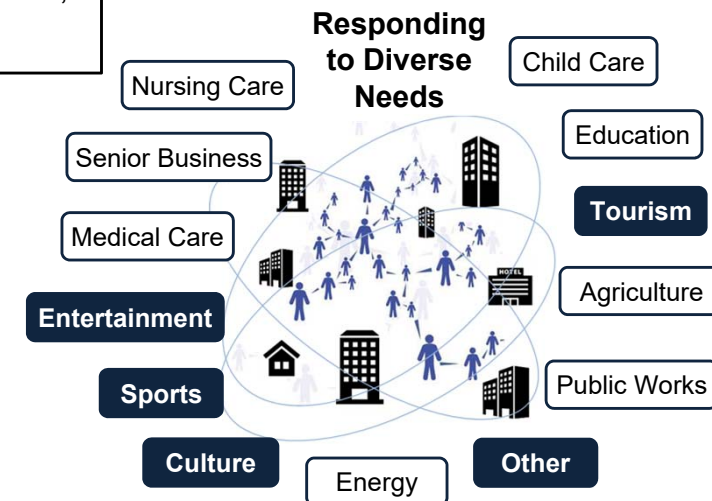 Responding
to Diverse
Needs
Nursing Care
Child Care
Senior Business
Education
Medical Care
Tourism
HOTEL
Entertainment
Agriculture
Sports
Public Works
Culture
Energy
Other